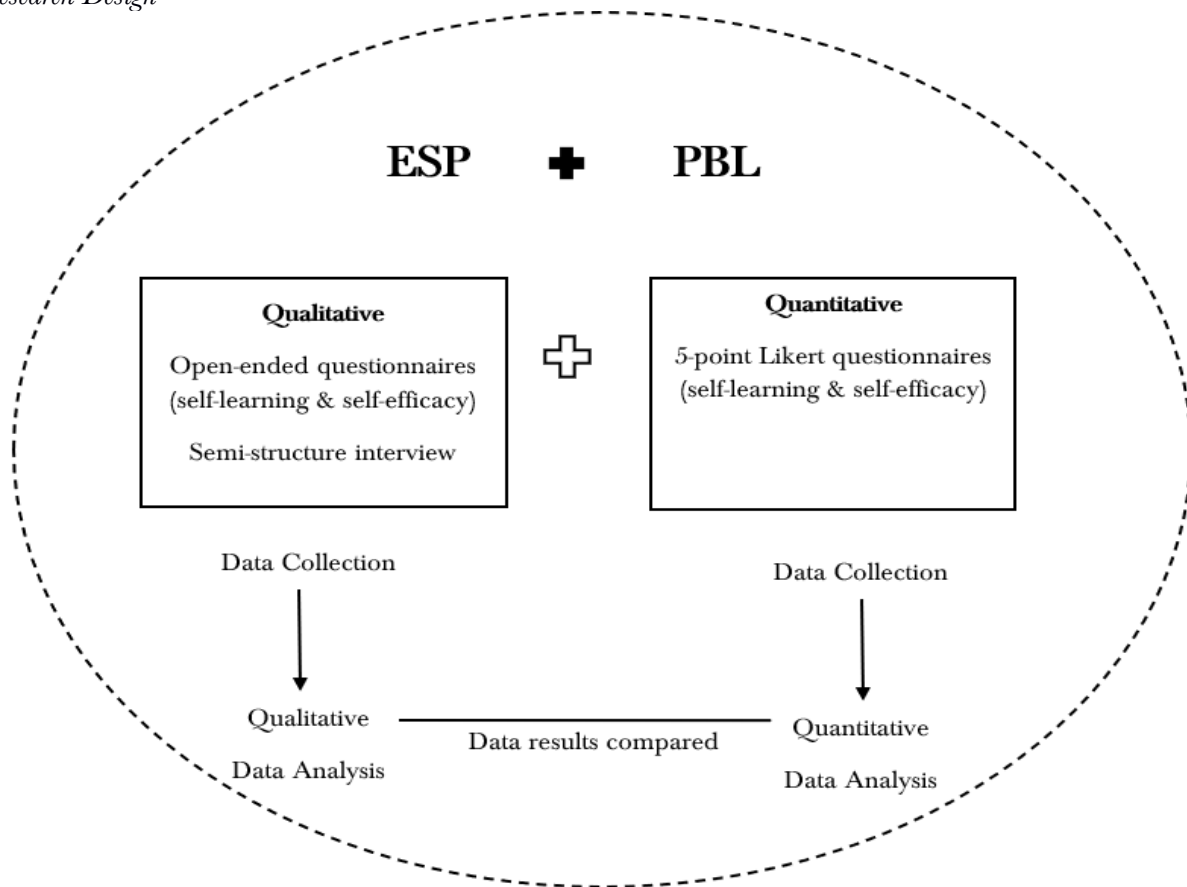 Research Design
ESP + PBL
Qualitative
Open-ended questionnaires
(self-learning & self-efficacy)
Semi-structure interview
Quantitative
5-point Likert questionnaires
(self-learning & self-efficacy)
Data Collection
Data Collection
Qualitative
Data Analysis
Data results compared
Quantitative
Data Analysis